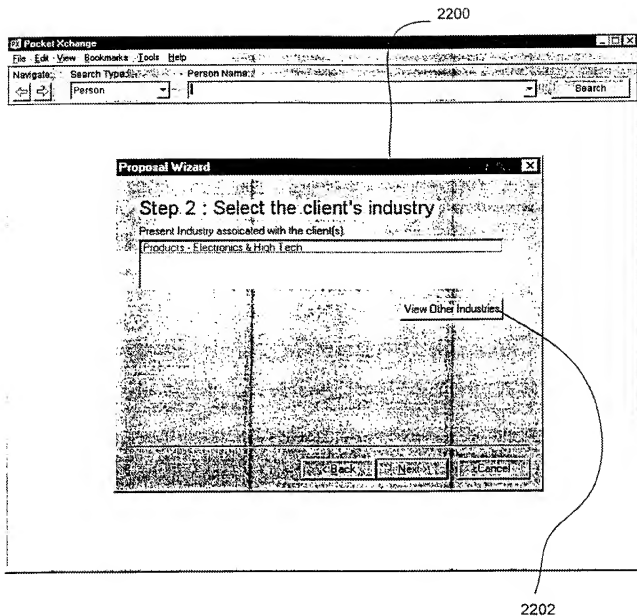 2200
Pocket Xchange
File Edit View Bookmarks Tools Help
Navigate: Search Type: Person Name:
Person Search
Proposal Wizard
Step 2 : Select the client's industry
Present Industry assoicated with the client(s)
Products - Electronics & High Tech
View Other Industries
< Back Next Cancel
2202